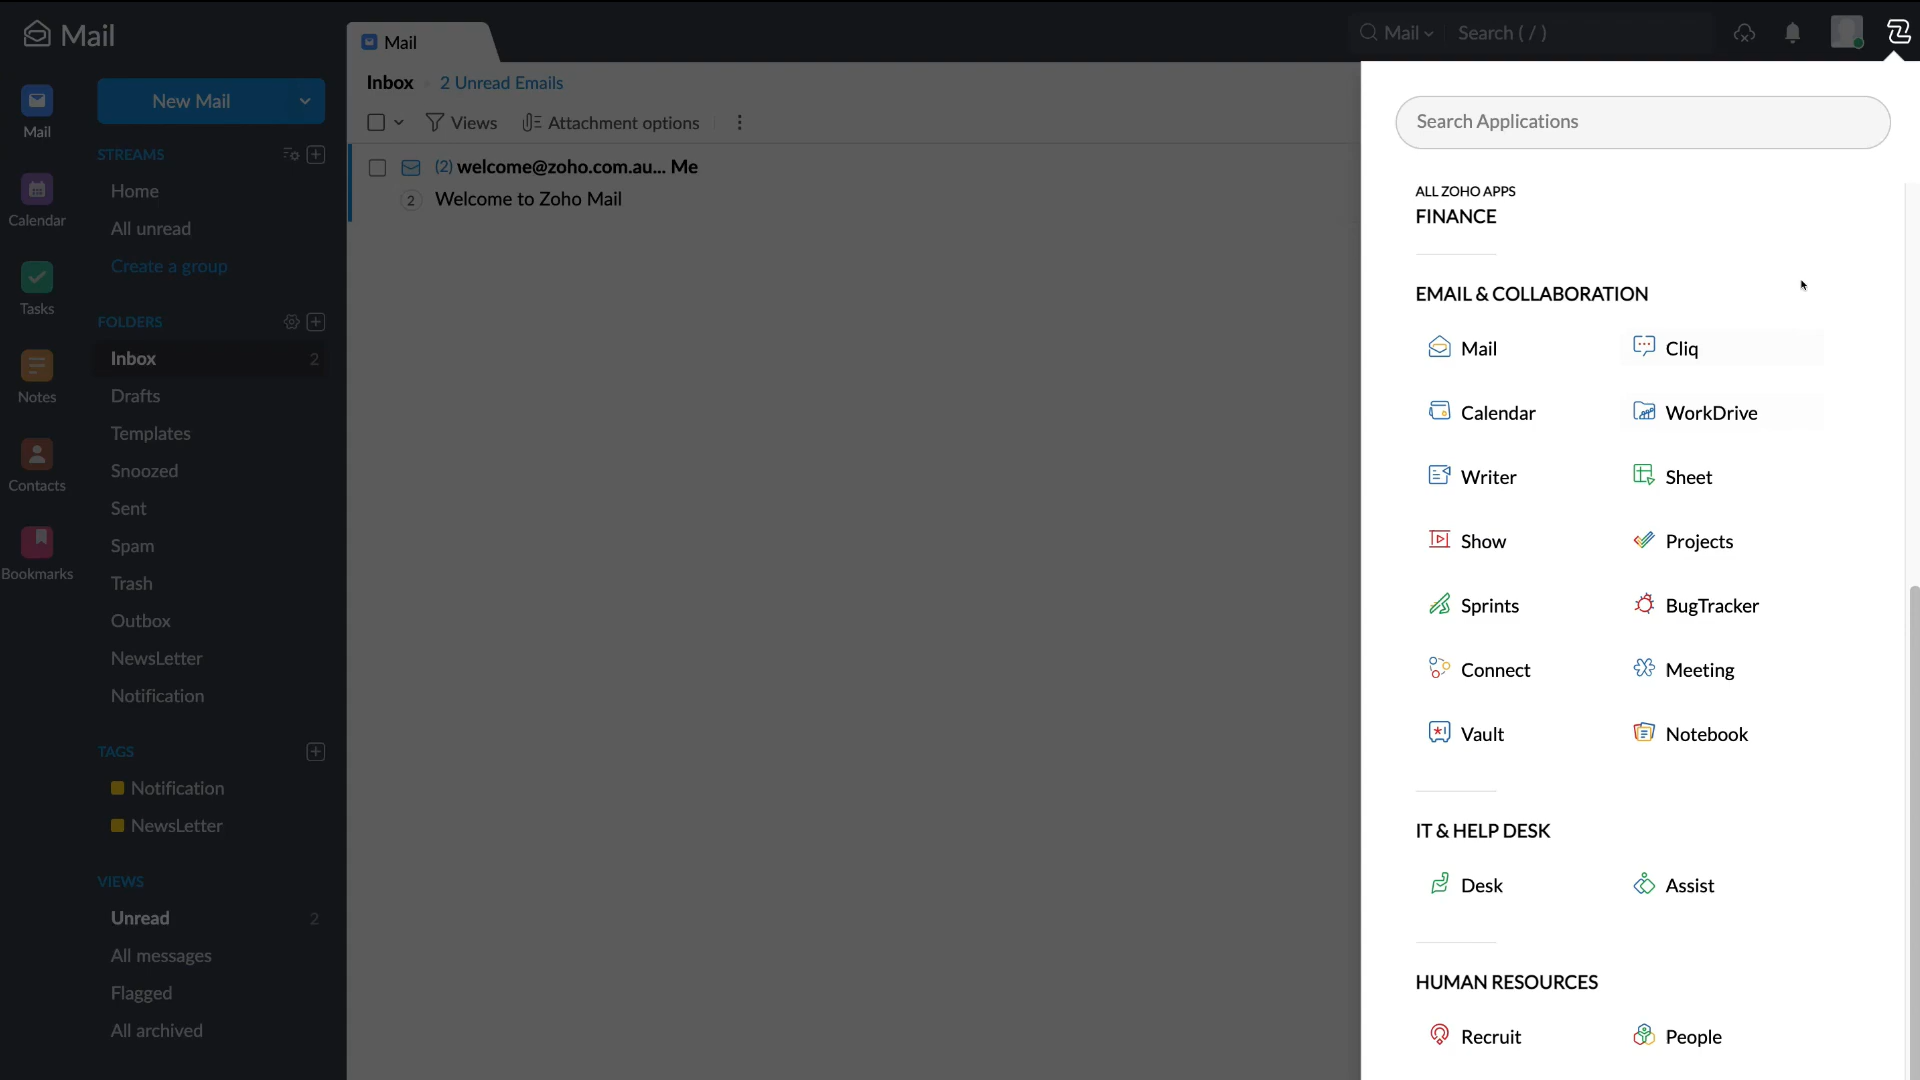 Mail
Mail
Mail
Search ( / )
Mail
Calendar
Tasks
Notes
Contacts
Bookmarks
New Mail
STREAMS
Home
All unread
Create a group
FOLDERS
Inbox 2
Drafts
Templates
Snoozed
Sent
Spam
Trash
Outbox
NewsLetter
Notification
TAGS
Notification
NewsLetter
VIEWS
Unread 2
All messages
Flagged
All archived
Inbox 2 Unread Emails
Views Attachment options
(2) welcome@zoho.com.au... Me
2 Welcome to Zoho Mail
Search Applications
ALL ZOHO APPS
FINANCE
EMAIL & COLLABORATION
Mail Cliq
Calendar WorkDrive
Writer Sheet
Show Projects
Sprints BugTracker
Connect Meeting
Vault Notebook
IT & HELP DESK
Desk Assist
HUMAN RESOURCES
Recruit People